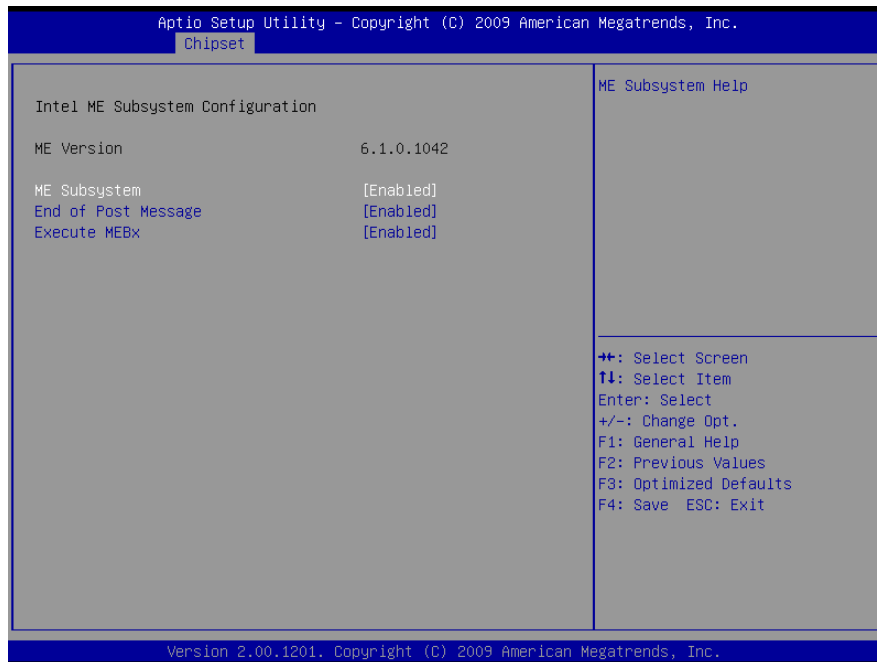 Aptio Setup Utility – Copyright (C) 2009 American Megatrends, Inc.
Chipset
Intel ME Subsystem Configuration
ME Version 6.1.0.1042
ME Subsystem [Enabled]
End of Post Message [Enabled]
Execute MEBx [Enabled]
ME Subsystem Help
→←: Select Screen
↑↓: Select Item
Enter: Select
+/-: Change Opt.
F1: General Help
F2: Previous Values
F3: Optimized Defaults
F4: Save ESC: Exit
Version 2.00.1201. Copyright (C) 2009 American Megatrends, Inc.